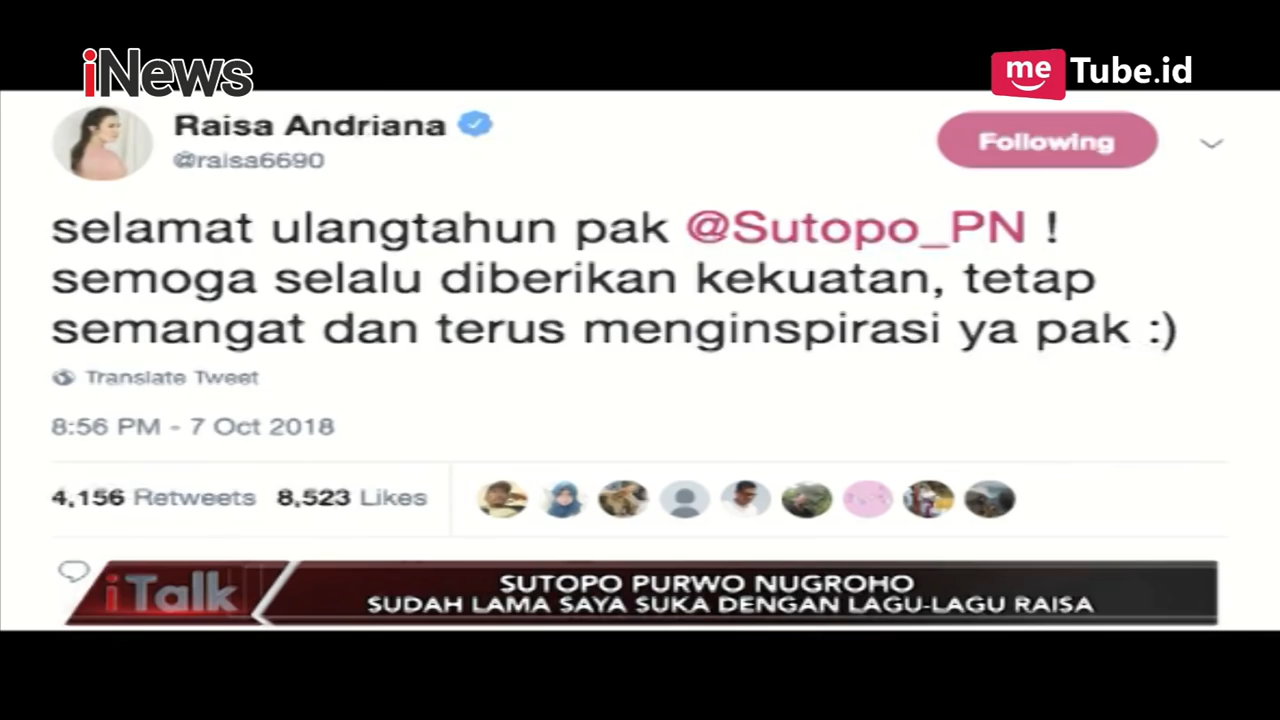 iNews
me Tube.id
Raisa Andriana
@raisa6690
Following
selamat ulangtahun pak @Sutopo_PN !
semoga selalu diberikan kekuatan, tetap
semangat dan terus menginspirasi ya pak :)
Translate Tweet
8:56 PM - 7 Oct 2018
4,156 Retweets 8,523 Likes
iTalk
SUTOPO PURWO NUGROHO
SUDAH LAMA SAYA SUKA DENGAN LAGU-LAGU RAISA